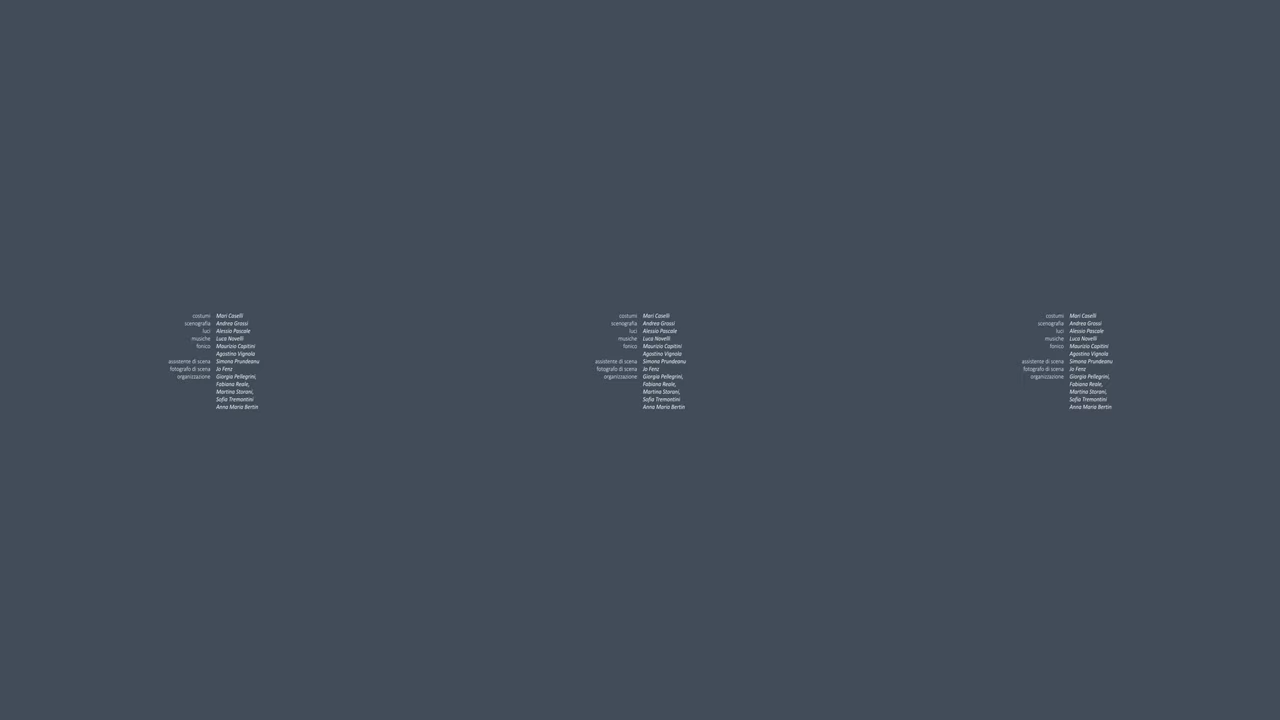 costumi Mari Caselli
scenografia Andrea Grossi
luci Alessio Pascale
musiche Luca Novelli
fonico Maurizio Capitini
Agostino Vignola
assistente di scena Simona Prundeanu
fotografo di scena Jo Fenz
organizzazione Giorgia Pellegrini,
Fabiana Reale,
Martina Storani,
Sofia Tremontini
Anna Maria Bertin
costumi Mari Caselli
scenografia Andrea Grossi
luci Alessio Pascale
musiche Luca Novelli
fonico Maurizio Capitini
Agostino Vignola
assistente di scena Simona Prundeanu
fotografo di scena Jo Fenz
organizzazione Giorgia Pellegrini,
Fabiana Reale,
Martina Storani,
Sofia Tremontini
Anna Maria Bertin
costumi Mari Caselli
scenografia Andrea Grossi
luci Alessio Pascale
musiche Luca Novelli
fonico Maurizio Capitini
Agostino Vignola
assistente di scena Simona Prundeanu
fotografo di scena Jo Fenz
organizzazione Giorgia Pellegrini,
Fabiana Reale,
Martina Storani,
Sofia Tremontini
Anna Maria Bertin